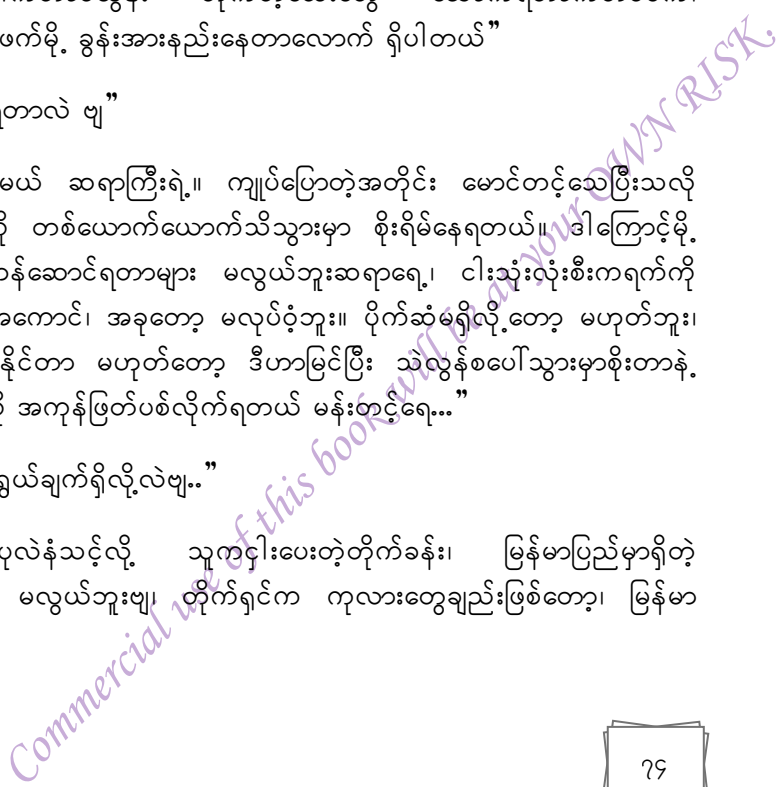 ဖက်မို့ ခွန်အားနည်းနေတာလောက် ရှိပါတယ်”
ရတာလဲ ဗျ”
မယ် ဆရာကြီးရဲ့။ ကျုပ်ပြောတဲ့အတိုင်း မောင်တင့်သေပြီးသလို
ကို တစ်ယောက်ယောက်သိသွားမှာ စိုးရိမ်နေရတယ်။ ဒါကြောင့်မို့
ဟန်ဆောင်ရတာများ မလွယ်ဘူးဆရာရေ့၊ ငါးသုံးလုံးစီးကရက်ကို
အကောင်၊ အခုတော့ မလုပ်ဝံ့ဘူး။ ပိုက်ဆံမရှိလို့တော့ မဟုတ်ဘူး၊
နိုင်တာ မဟုတ်တော့ ဒီဟာမြင်ပြီး သဲလွန်စပေါ်သွားမှာစိုးတာနဲ့
ကို အကုန်ဖြတ်ပစ်လိုက်ရတယ် မန်းတင့်ရေ...”
ရွယ်ချက်ရှိလို့လဲဗျ..”
ပုလဲနံသင့်လို့ သူကငှါးပေးတဲ့တိုက်ခန်း၊ မြန်မာပြည်မှာရှိတဲ့
မလွယ်ဘူးဗျ၊ တိုက်ရှင်က ကုလားတွေချည်းဖြစ်တော့၊ မြန်မာ
၇၄
Commercial use of this book will be at your OWN RISK.